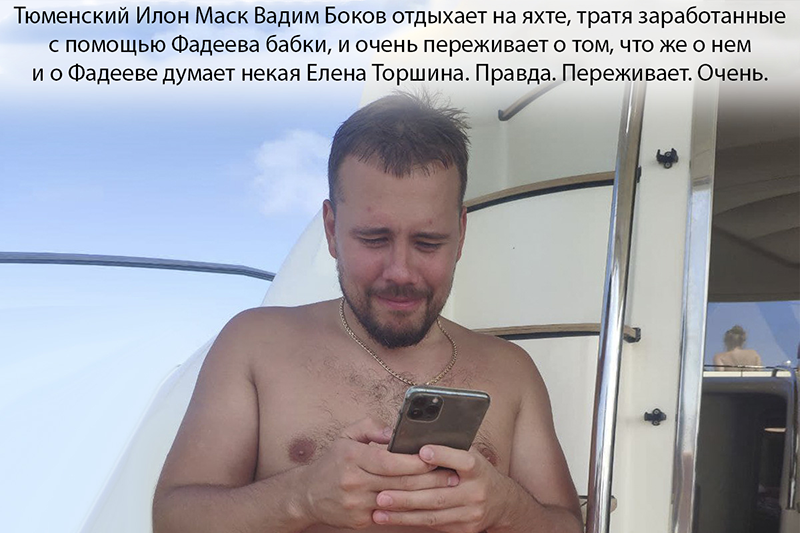 Тюменский Илон Маск Вадим Боков отдыхает на яхте, тратя заработанные
с помощью Фадеева бабки, и очень переживает о том, что же о нем
и о Фадееве думает некая Елена Торшина. Правда. Переживает. Очень.